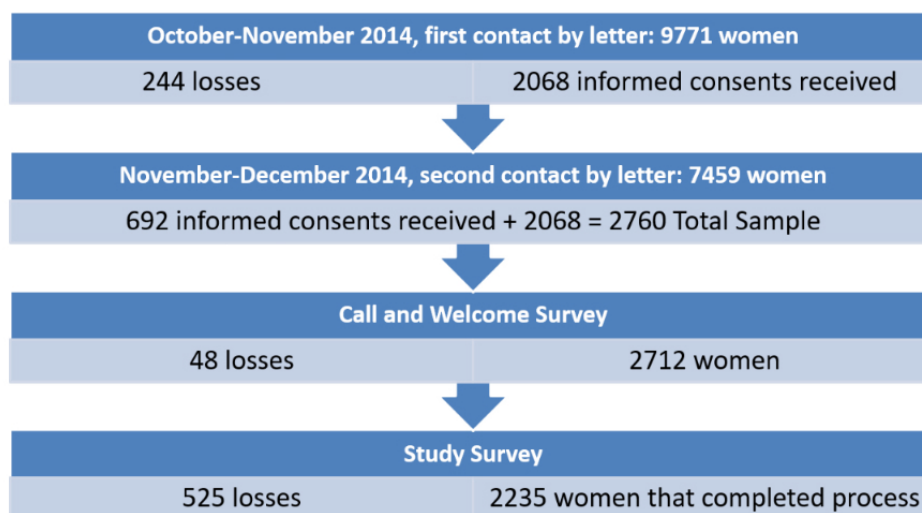 October-November 2014, first contact by letter: 9771 women
244 losses
2068 informed consents received
November-December 2014, second contact by letter: 7459 women
692 informed consents received + 2068 = 2760 Total Sample
Call and Welcome Survey
48 losses
2712 women
Study Survey
525 losses
2235 women that completed process